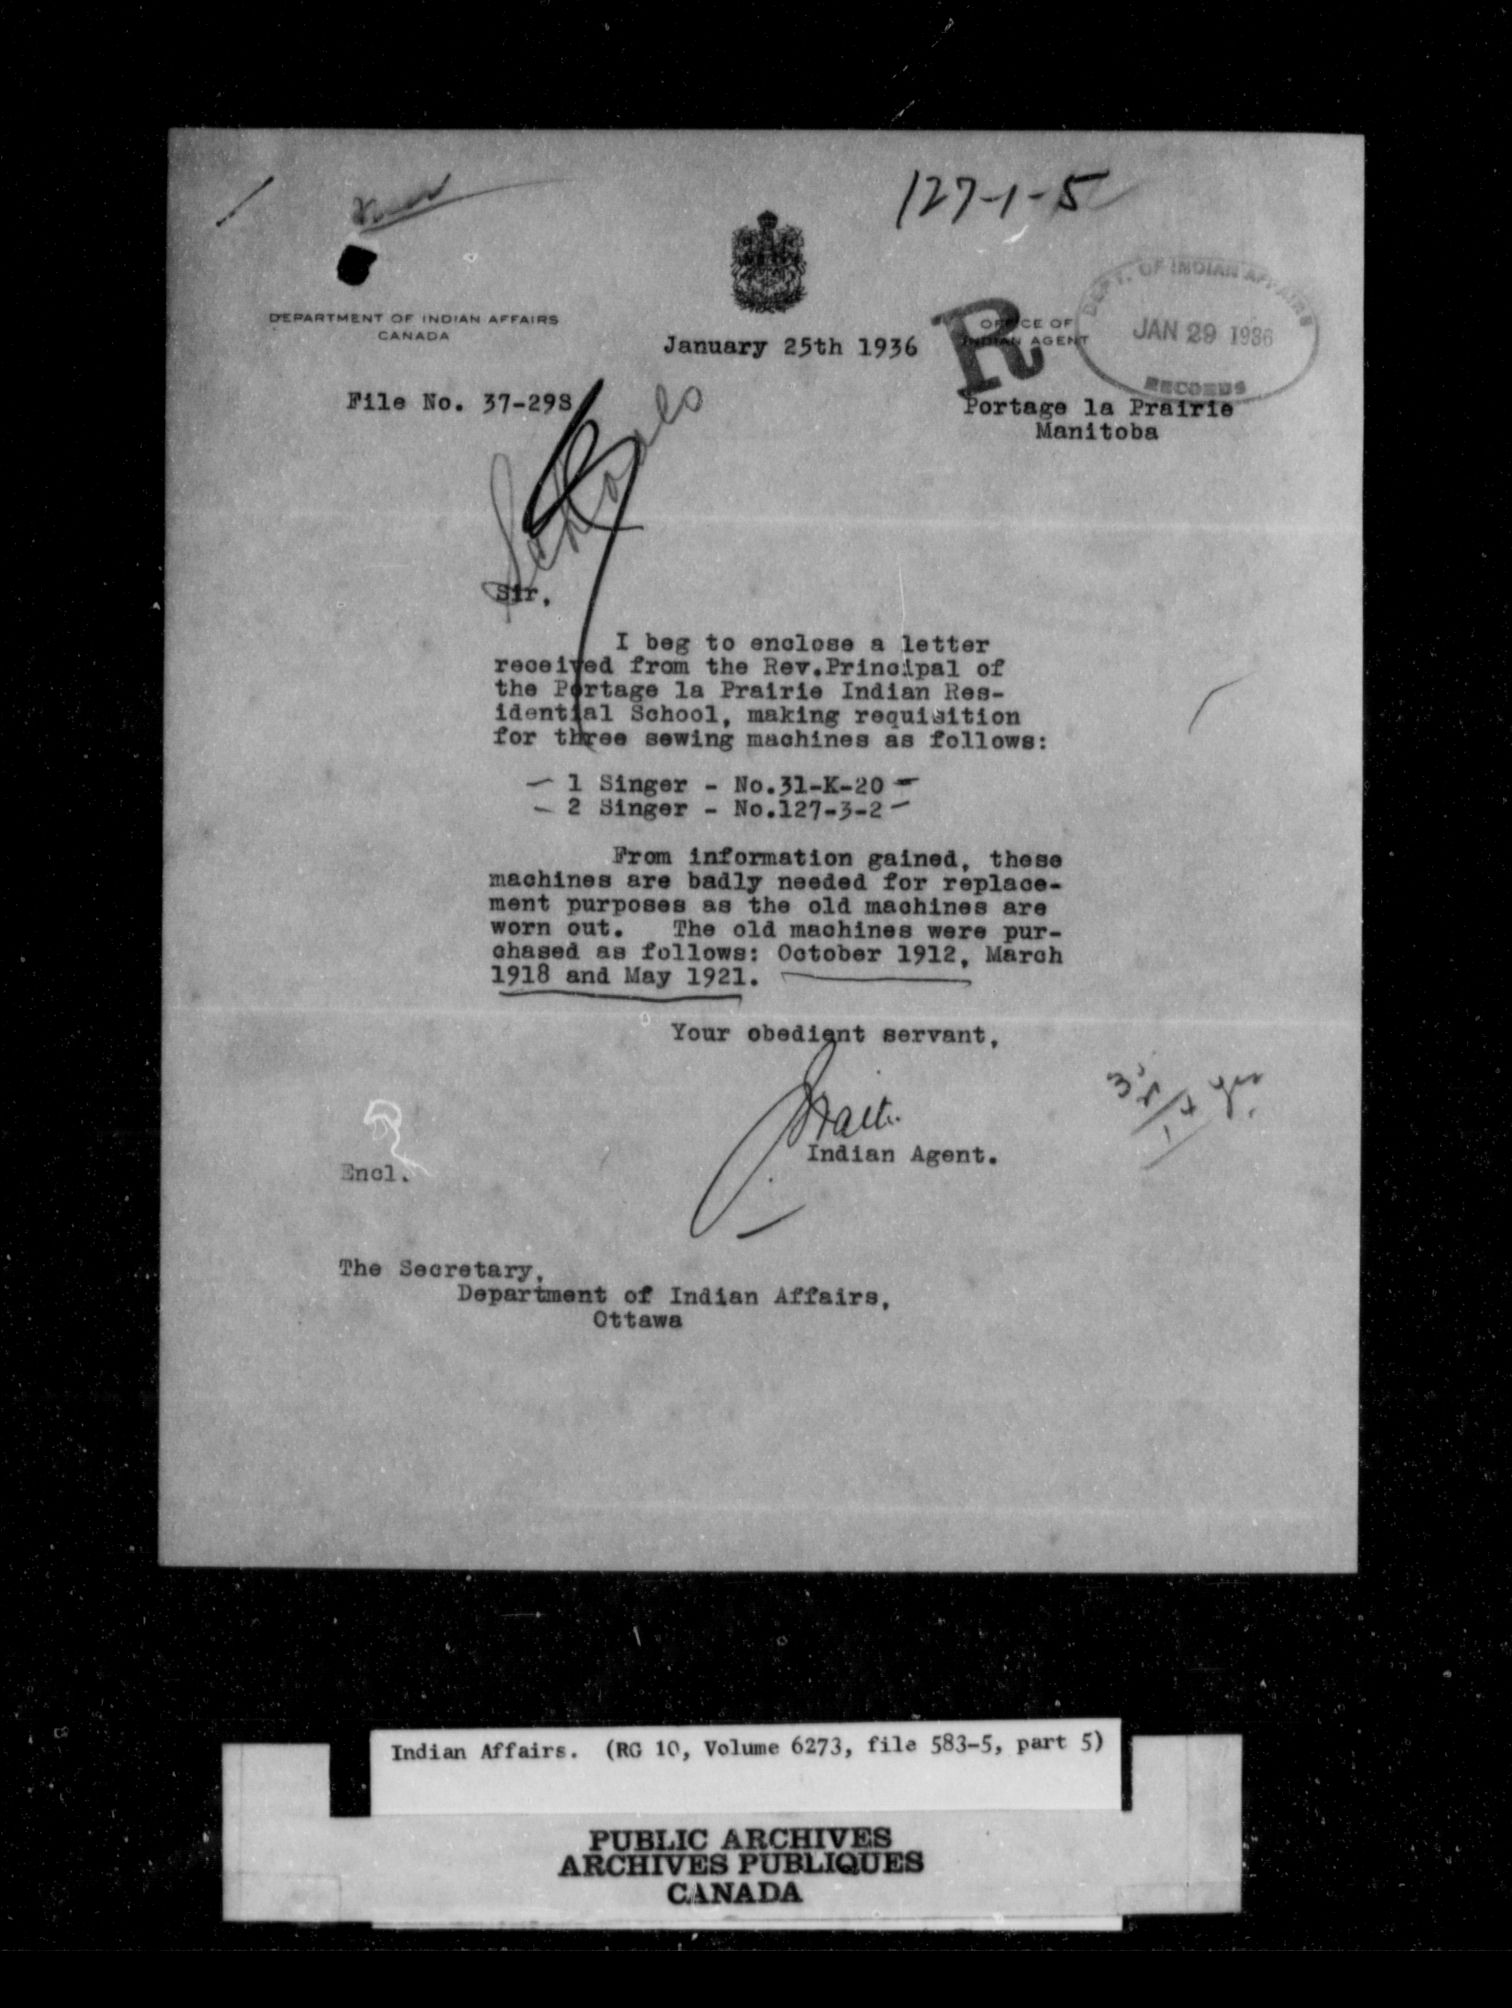 127-1-5
DEPARTMENT OF INDIAN AFFAIRS
CANADA
OFFICE OF
INDIAN AGENT
R
DEPT. OF INDIAN AFFAIRS
JAN 29 1936
RECORDS
January 25th 1936
File No. 37-298
Portage la Prairie
Manitoba
Sir,
I beg to enclose a letter
received from the Rev.Principal of
the Portage la Prairie Indian Res-
idential School, making requisition
for three sewing machines as follows:
- 1 Singer - No.31-K-20 -
- 2 Singer - No.127-3-2 -
From information gained, these
machines are badly needed for replace-
ment purposes as the old machines are
worn out. The old machines were pur-
chased as follows: October 1912, March
1918 and May 1921.
Your obedient servant,
Indian Agent.
Encl.
The Secretary,
Department of Indian Affairs,
Ottawa
Indian Affairs. (RG 10, Volume 6273, file 583-5, part 5)
PUBLIC ARCHIVES
ARCHIVES PUBLIQUES
CANADA